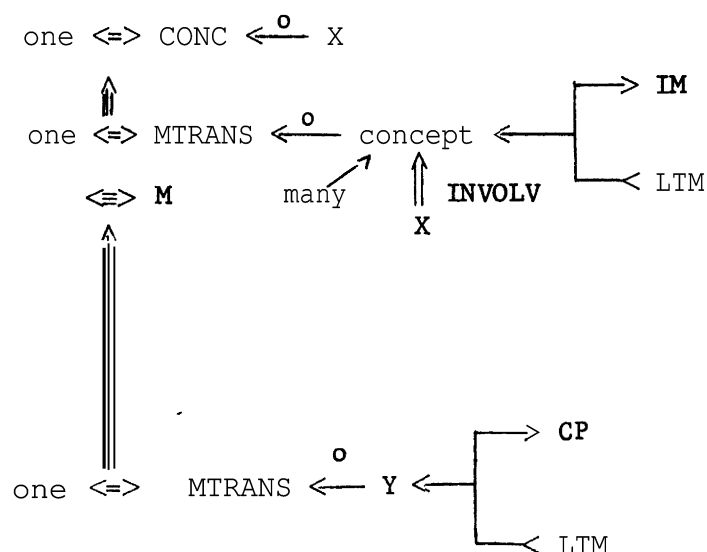 one <=> CONC o X
IM
one <=> MTRANS o concept
LTM
<≡> M many INVOLV
X
CP
o
one <=> MTRANS Y
LTM